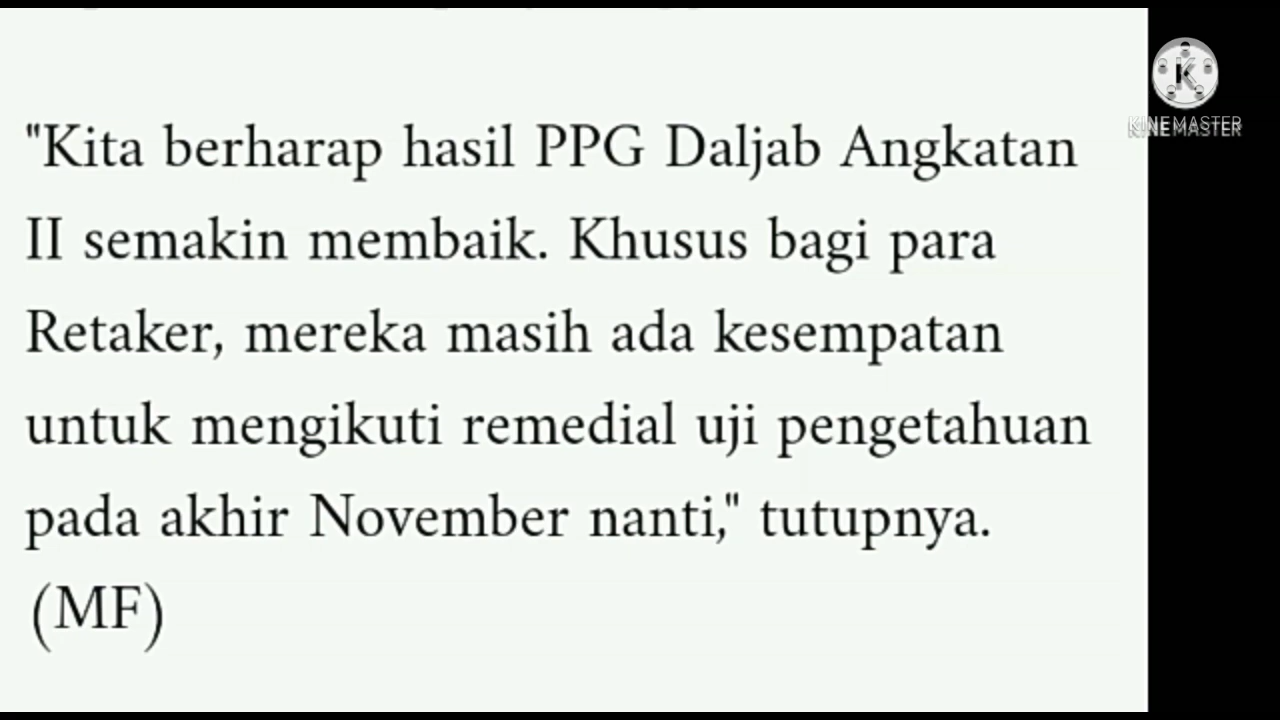 "Kita berharap hasil PPG Daljab Angkatan
II semakin membaik. Khusus bagi para
Retaker, mereka masih ada kesempatan
untuk mengikuti remedial uji pengetahuan
pada akhir November nanti," tutupnya.
(MF)
K
KINEMASTER